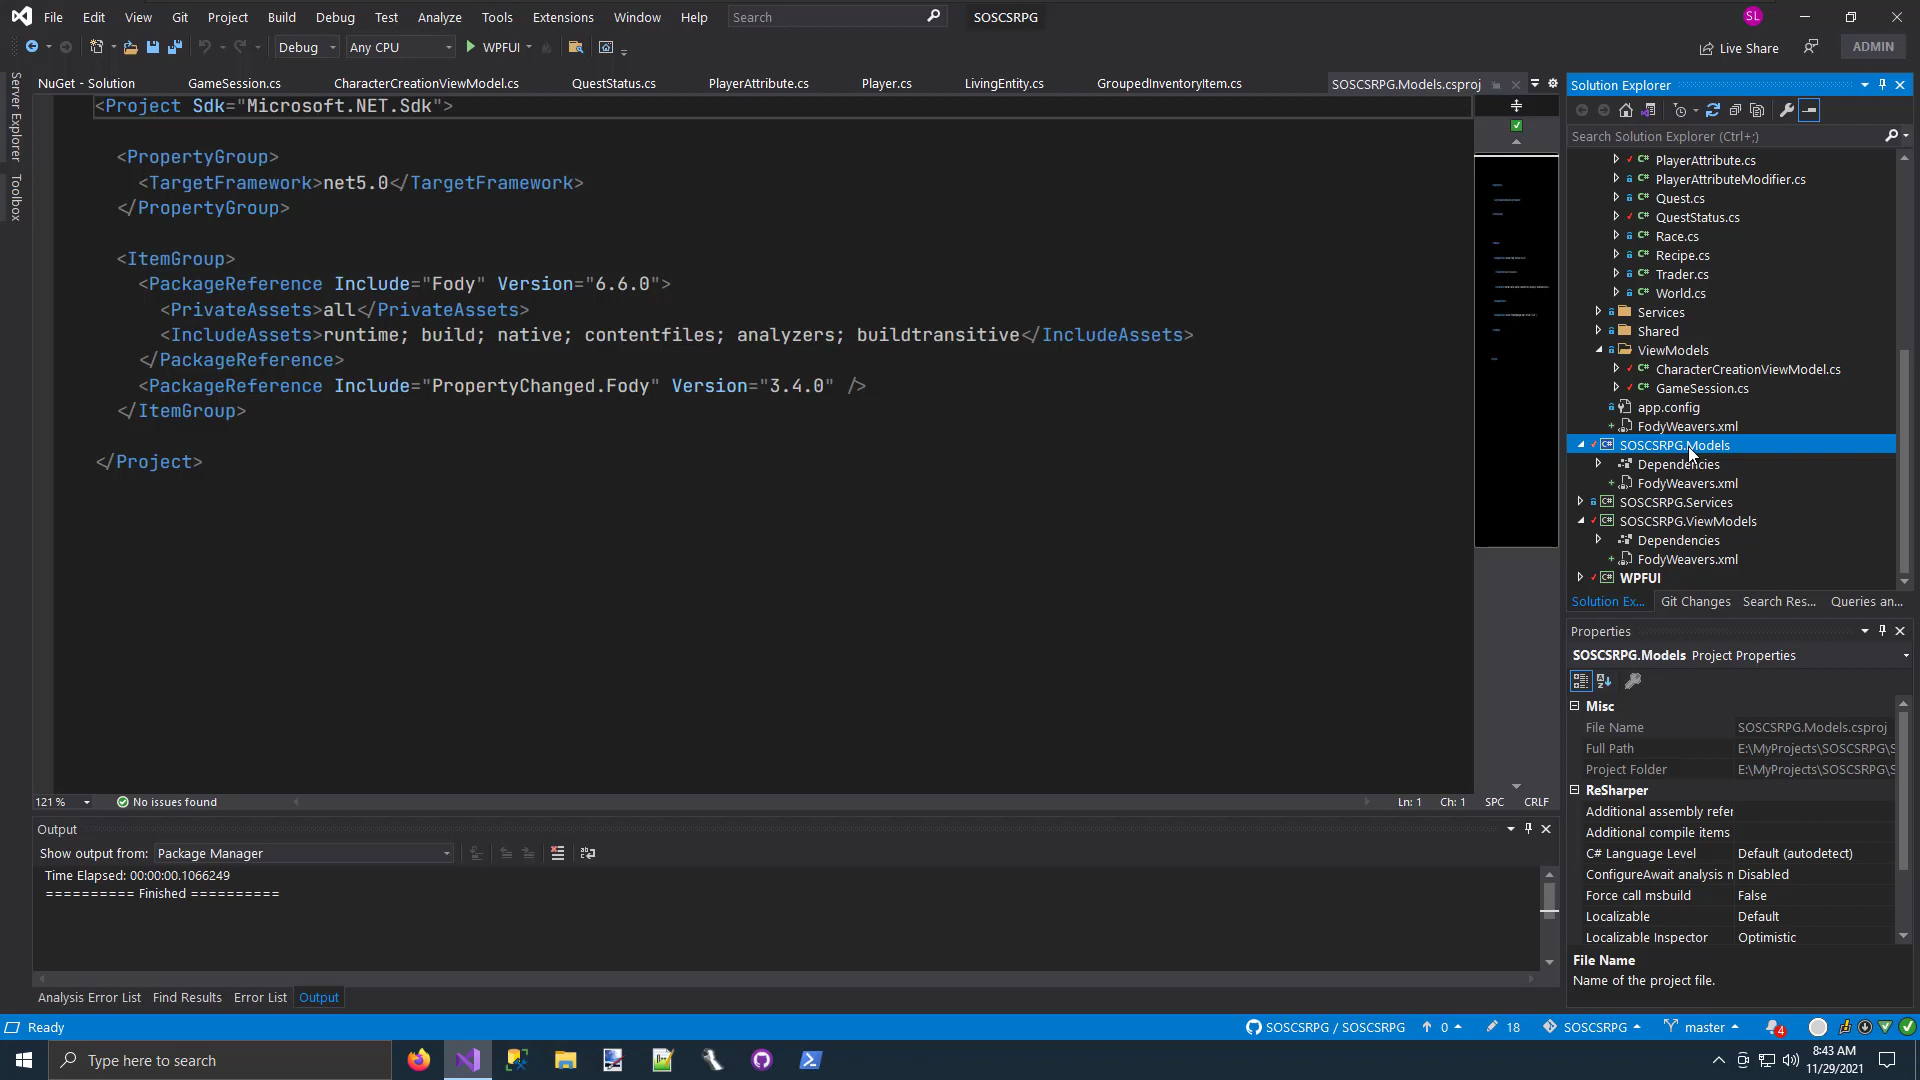 File Edit View Git Project Build Debug Test Analyze Tools Extensions Window Help Search SOSCSRPG SL
Debug Any CPU WPFUI Live Share ADMIN
Server Explorer
Toolbox
NuGet - Solution GameSession.cs CharacterCreationViewModel.cs QuestStatus.cs PlayerAttribute.cs Player.cs LivingEntity.cs GroupedInventoryItem.cs SOSCSRPG.Models.csproj
<Project Sdk="Microsoft.NET.Sdk">
<PropertyGroup>
<TargetFramework>net5.0</TargetFramework>
</PropertyGroup>
<ItemGroup>
<PackageReference Include="Fody" Version="6.6.0">
<PrivateAssets>all</PrivateAssets>
<IncludeAssets>runtime; build; native; contentfiles; analyzers; buildtransitive</IncludeAssets>
</PackageReference>
<PackageReference Include="PropertyChanged.Fody" Version="3.4.0" />
</ItemGroup>
</Project>
121 % No issues found Ln: 1 Ch: 1 SPC CRLF
Output
Show output from: Package Manager
Time Elapsed: 00:00:00.1066249
========== Finished ==========
Analysis Error List Find Results Error List Output
Solution Explorer
Search Solution Explorer (Ctrl+;)
PlayerAttribute.cs
PlayerAttributeModifier.cs
Quest.cs
QuestStatus.cs
Race.cs
Recipe.cs
Trader.cs
World.cs
Services
Shared
ViewModels
CharacterCreationViewModel.cs
GameSession.cs
app.config
FodyWeavers.xml
SOSCSRPG.Models
Dependencies
FodyWeavers.xml
SOSCSRPG.Services
SOSCSRPG.ViewModels
Dependencies
FodyWeavers.xml
WPFUI
Solution Ex... Git Changes Search Res... Queries an...
Properties
SOSCSRPG.Models Project Properties
Misc
File Name SOSCSRPG.Models.csproj
Full Path E:\MyProjects\SOSCSRPG\S
Project Folder E:\MyProjects\SOSCSRPG\S
ReSharper
Additional assembly refer
Additional compile items
C# Language Level Default (autodetect)
ConfigureAwait analysis n Disabled
Force call msbuild False
Localizable Default
Localizable Inspector Optimistic
File Name
Name of the project file.
Ready SOSCSRPG / SOSCSRPG 0 18 SOSCSRPG master 4
Type here to search
8:43 AM
11/29/2021